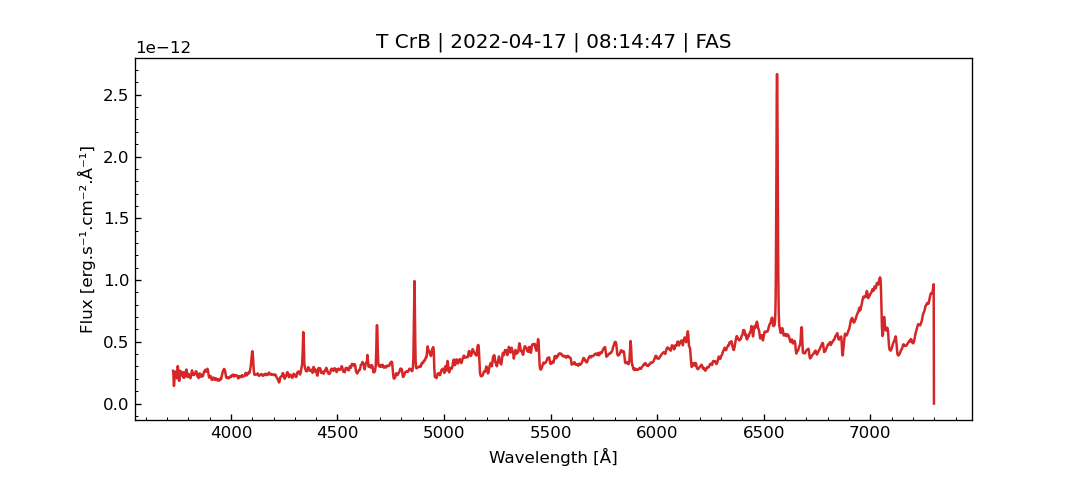 T CrB | 2022-04-17 | 08:14:47 | FAS
1e−12
2.5
2.0
1.5
1.0
0.5
0.0
Flux [erg.s⁻¹.cm⁻².Å⁻¹]
4000 4500 5000 5500 6000 6500 7000
Wavelength [Å]